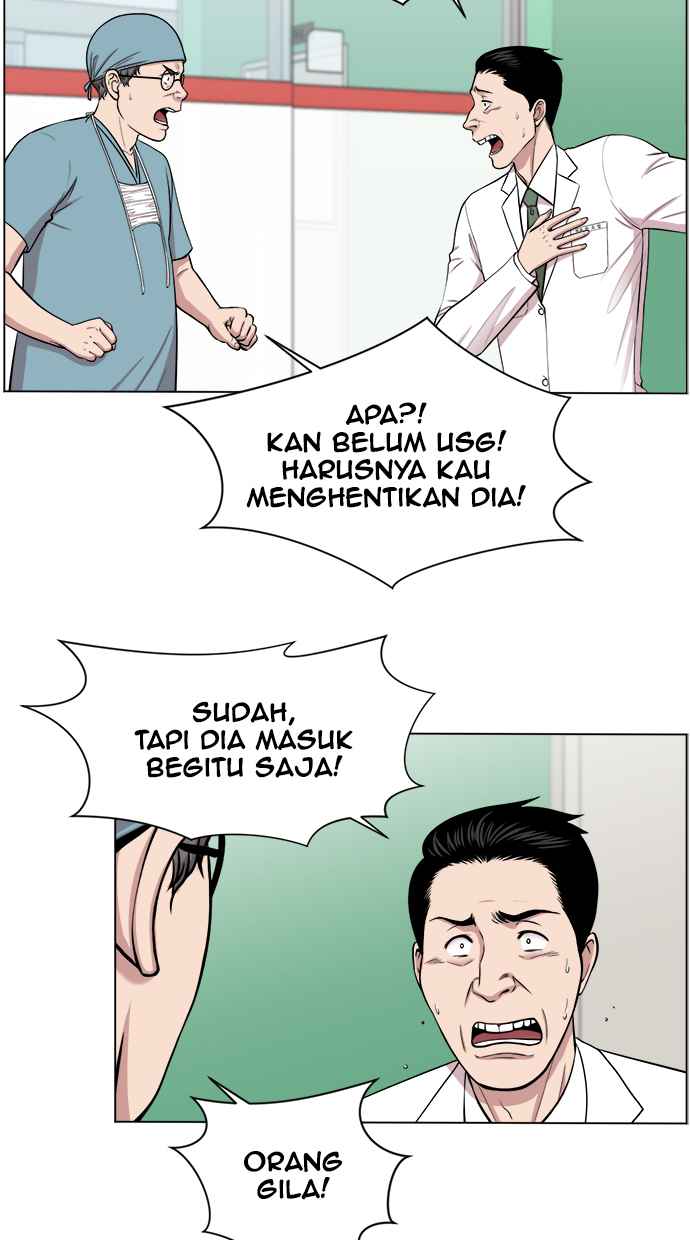 APA?!
KAN BELUM USG!
HARUSNYA KAU
MENGHENTIKAN DIA!
SUDAH,
TAPI DIA MASUK
BEGITU SAJA!
ORANG
GILA!